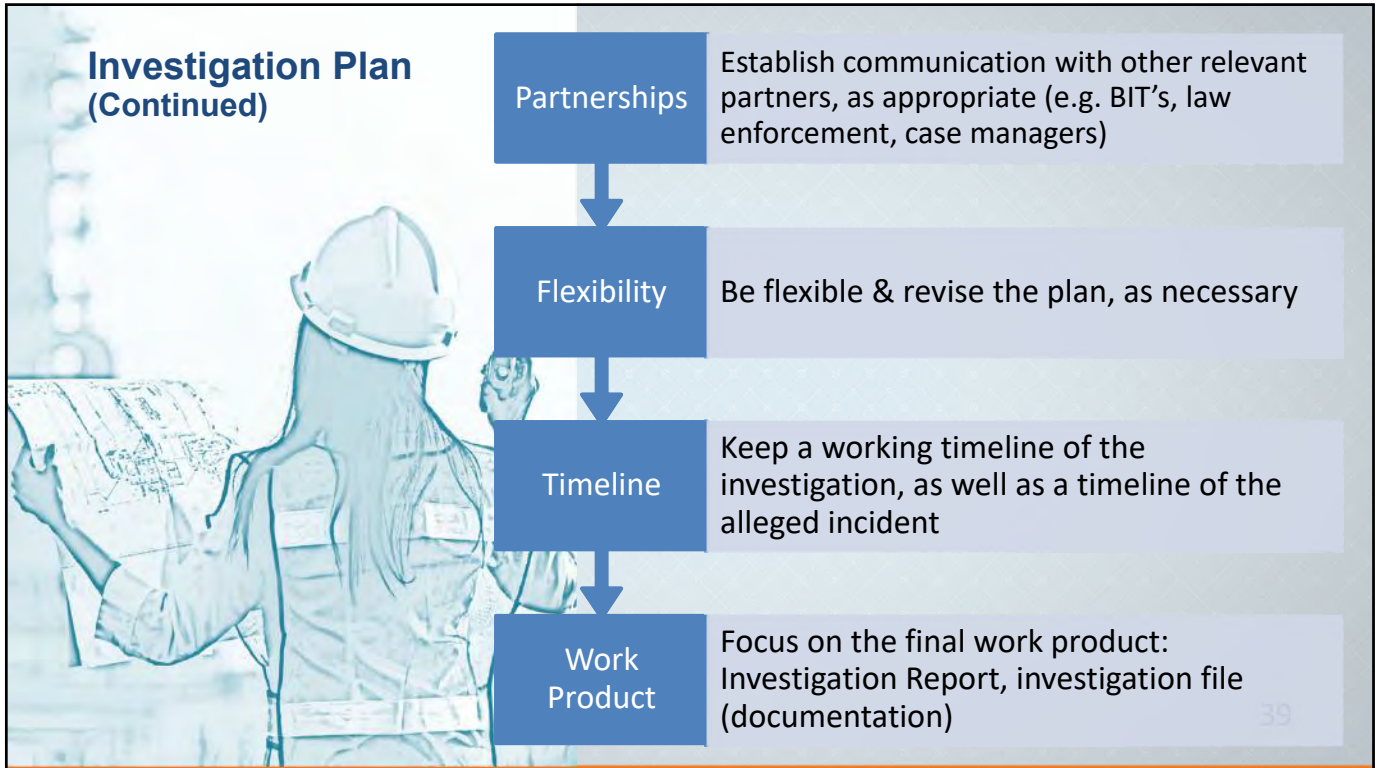 Investigation Plan
(Continued)
Partnerships
Establish communication with other relevant
partners, as appropriate (e.g. BIT’s, law
enforcement, case managers)
Flexibility
Be flexible & revise the plan, as necessary
Timeline
Keep a working timeline of the
investigation, as well as a timeline of the
alleged incident
Work
Product
Focus on the final work product:
Investigation Report, investigation file
(documentation)
39